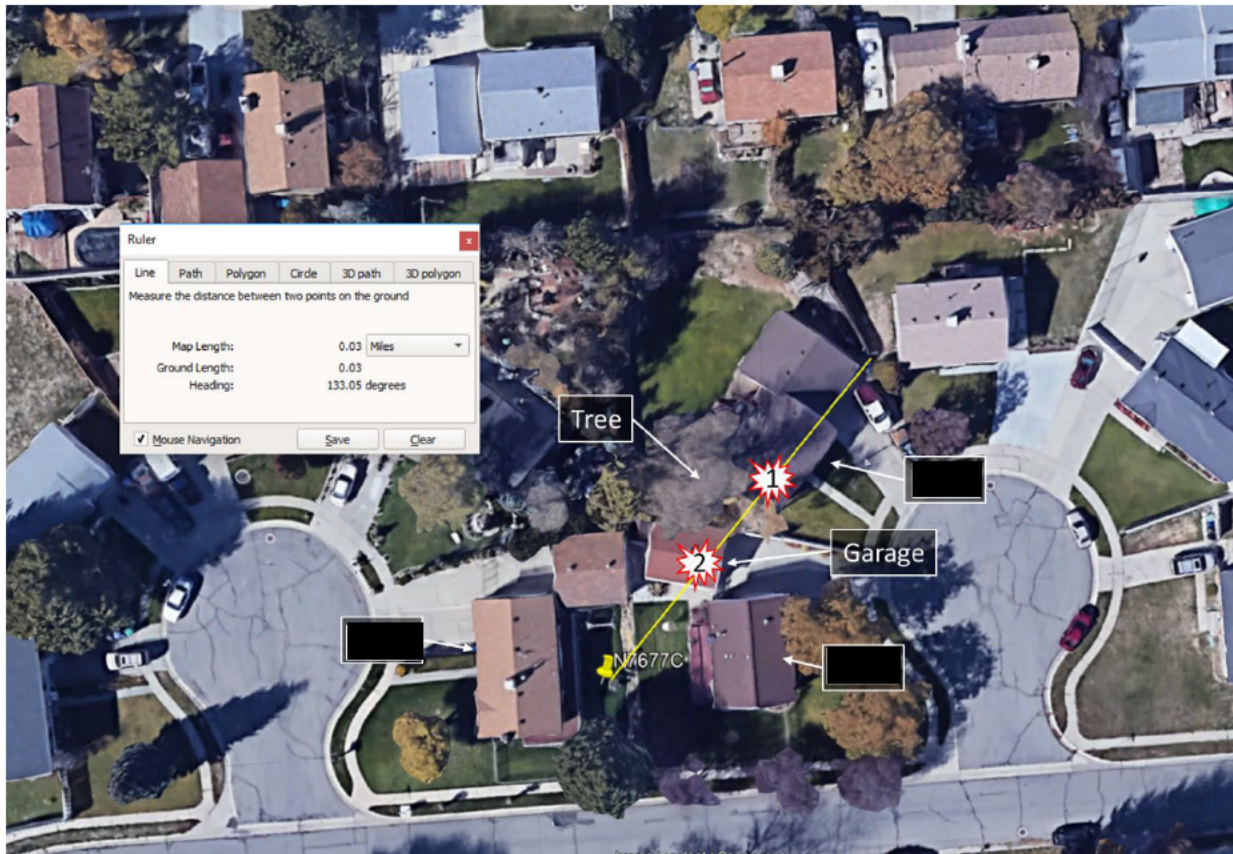 Ruler
x
Line Path Polygon Circle 3D path 3D polygon
Measure the distance between two points on the ground
Map Length: 0.03 Miles
Ground Length: 0.03
Heading: 133.05 degrees
Mouse Navigation Save Clear
Tree
1
2
Garage
N7677C